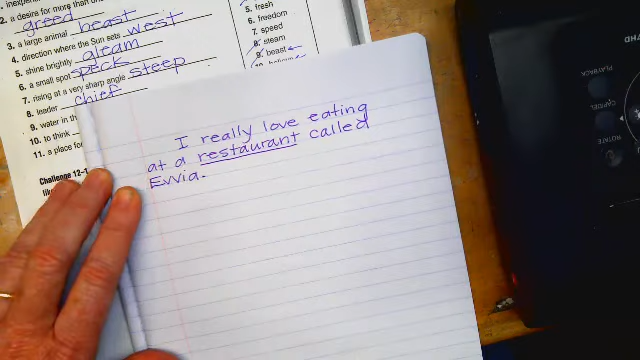 2. a desire for more than
greed
3. a large animal beast
4. direction where the Sun sets west
5. shine brightly gleam
6. a small spot speck
7. rising at a very sharp angle steep
8. leader chief
9. water in th
10. to think
11. a place fo
Challenge 12-
5. fresh
6. freedom
7. speed
8. steam
9. beast
I really love eating
at a restaurant called
Evvia.
PLAYBACK
ROTATE